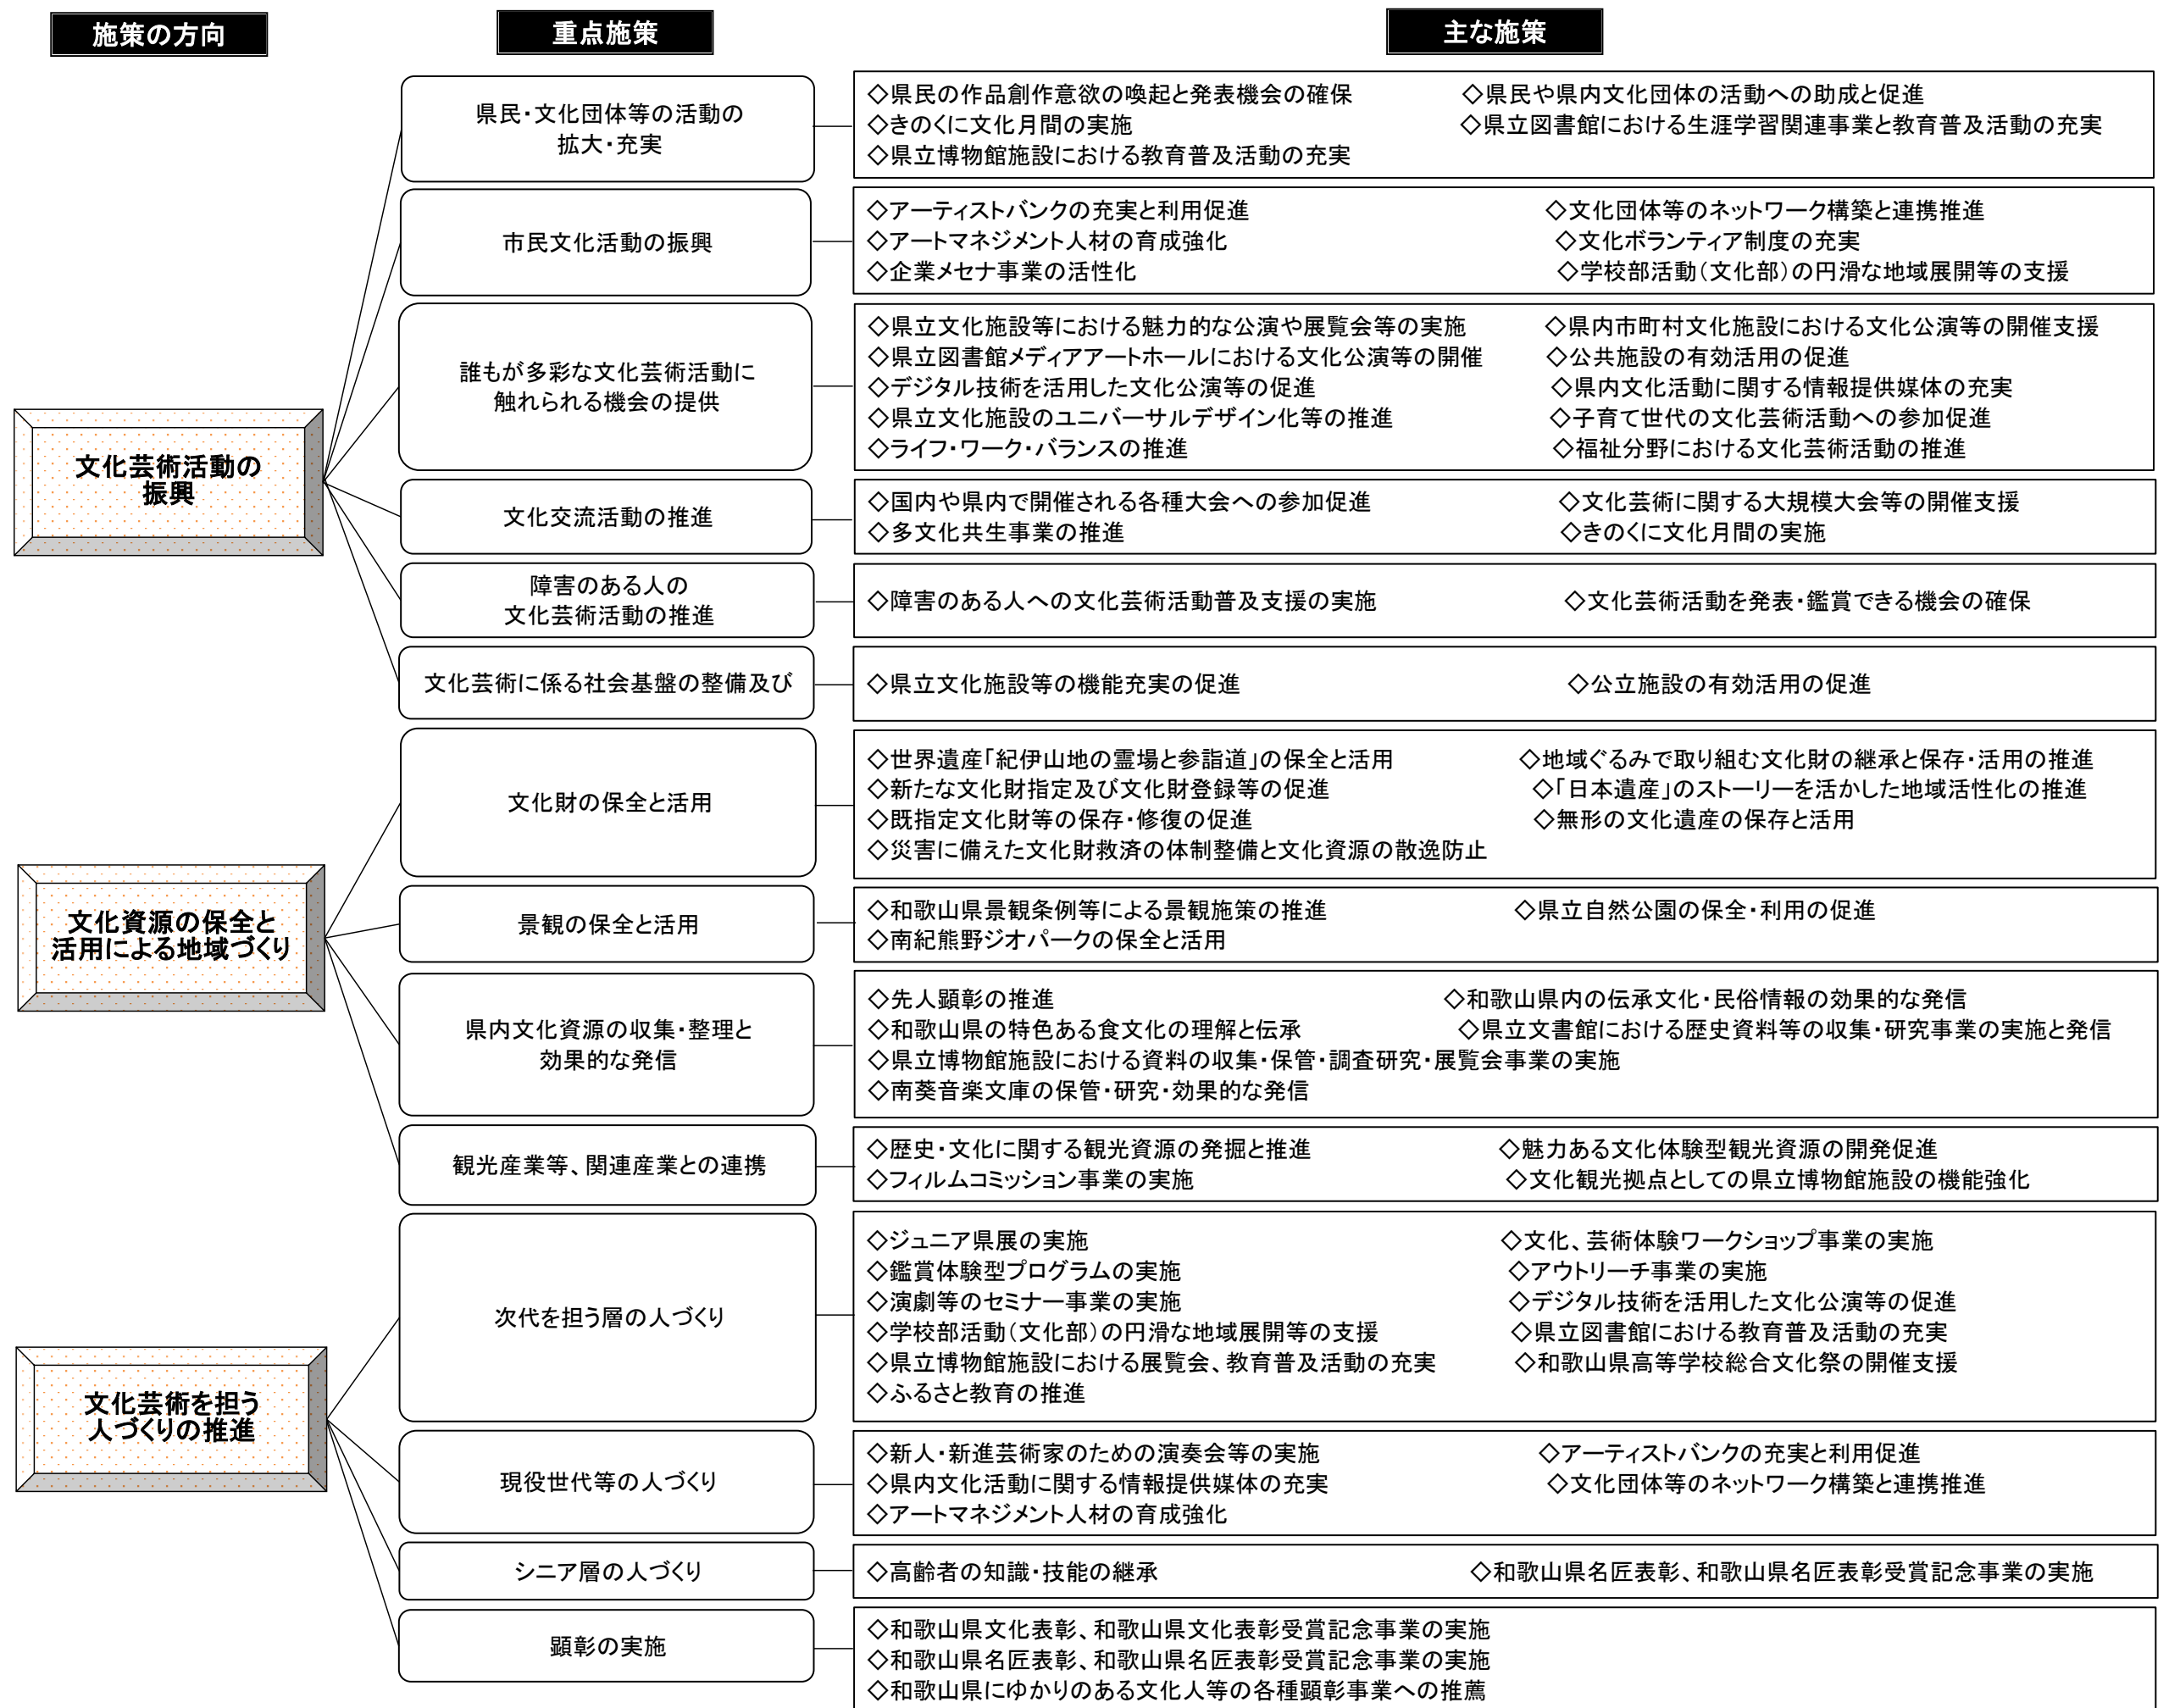 施策の方向
重点施策
主な施策
文化芸術活動の
振興
県民・文化団体等の活動の
拡大・充実
◇県民の作品創作意欲の喚起と発表機会の確保 ◇県民や県内文化団体の活動への助成と促進
◇きのくに文化月間の実施 ◇県立図書館における生涯学習関連事業と教育普及活動の充実
◇県立博物館施設における教育普及活動の充実
市民文化活動の振興
◇アーティストバンクの充実と利用促進 ◇文化団体等のネットワーク構築と連携推進
◇アートマネジメント人材の育成強化 ◇文化ボランティア制度の充実
◇企業メセナ事業の活性化 ◇学校部活動(文化部)の円滑な地域展開等の支援
誰もが多彩な文化芸術活動に
触れられる機会の提供
◇県立文化施設等における魅力的な公演や展覧会等の実施 ◇県内市町村文化施設における文化公演等の開催支援
◇県立図書館メディアアートホールにおける文化公演等の開催 ◇公共施設の有効活用の促進
◇デジタル技術を活用した文化公演等の促進 ◇県内文化活動に関する情報提供媒体の充実
◇県立文化施設のユニバーサルデザイン化等の推進 ◇子育て世代の文化芸術活動への参加促進
◇ライフ・ワーク・バランスの推進 ◇福祉分野における文化芸術活動の推進
文化交流活動の推進
◇国内や県内で開催される各種大会への参加促進 ◇文化芸術に関する大規模大会等の開催支援
◇多文化共生事業の推進 ◇きのくに文化月間の実施
障害のある人の
文化芸術活動の推進
◇障害のある人への文化芸術活動普及支援の実施 ◇文化芸術活動を発表・鑑賞できる機会の確保
文化芸術に係る社会基盤の整備及び
◇県立文化施設等の機能充実の促進 ◇公立施設の有効活用の促進
文化資源の保全と
活用による地域づくり
文化財の保全と活用
◇世界遺産「紀伊山地の霊場と参詣道」の保全と活用 ◇地域ぐるみで取り組む文化財の継承と保存・活用の推進
◇新たな文化財指定及び文化財登録等の促進 ◇「日本遺産」のストーリーを活かした地域活性化の推進
◇既指定文化財等の保存・修復の促進 ◇無形の文化遺産の保存と活用
◇災害に備えた文化財救済の体制整備と文化資源の散逸防止
景観の保全と活用
◇和歌山県景観条例等による景観施策の推進 ◇県立自然公園の保全・利用の促進
◇南紀熊野ジオパークの保全と活用
県内文化資源の収集・整理と
効果的な発信
◇先人顕彰の推進 ◇和歌山県内の伝承文化・民俗情報の効果的な発信
◇和歌山県の特色ある食文化の理解と伝承 ◇県立文書館における歴史資料等の収集・研究事業の実施と発信
◇県立博物館施設における資料の収集・保管・調査研究・展覧会事業の実施
◇南葵音楽文庫の保管・研究・効果的な発信
観光産業等、関連産業との連携
◇歴史・文化に関する観光資源の発掘と推進 ◇魅力ある文化体験型観光資源の開発促進
◇フィルムコミッション事業の実施 ◇文化観光拠点としての県立博物館施設の機能強化
文化芸術を担う
人づくりの推進
次代を担う層の人づくり
◇ジュニア県展の実施 ◇文化、芸術体験ワークショップ事業の実施
◇鑑賞体験型プログラムの実施 ◇アウトリーチ事業の実施
◇演劇等のセミナー事業の実施 ◇デジタル技術を活用した文化公演等の促進
◇学校部活動(文化部)の円滑な地域展開等の支援 ◇県立図書館における教育普及活動の充実
◇県立博物館施設における展覧会、教育普及活動の充実 ◇和歌山県高等学校総合文化祭の開催支援
◇ふるさと教育の推進
現役世代等の人づくり
◇新人・新進芸術家のための演奏会等の実施 ◇アーティストバンクの充実と利用促進
◇県内文化活動に関する情報提供媒体の充実 ◇文化団体等のネットワーク構築と連携推進
◇アートマネジメント人材の育成強化
シニア層の人づくり
◇高齢者の知識・技能の継承 ◇和歌山県名匠表彰、和歌山県名匠表彰受賞記念事業の実施
顕彰の実施
◇和歌山県文化表彰、和歌山県文化表彰受賞記念事業の実施
◇和歌山県名匠表彰、和歌山県名匠表彰受賞記念事業の実施
◇和歌山県にゆかりのある文化人等の各種顕彰事業への推薦